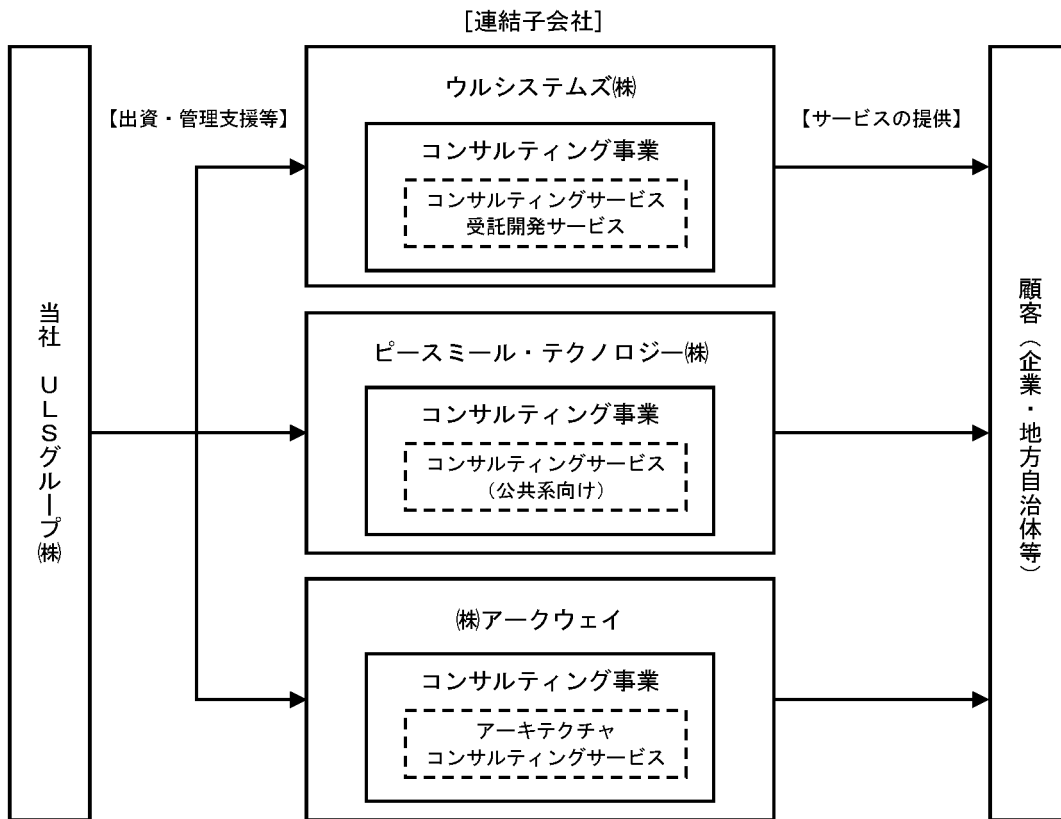 [連結子会社]
当社 ULSグループ㈱
【出資・管理支援等】
ウルシステムズ㈱
コンサルティング事業
コンサルティングサービス
受託開発サービス
ピースミール・テクノロジー㈱
コンサルティング事業
コンサルティングサービス
(公共系向け)
㈱アークウェイ
コンサルティング事業
アーキテクチャ
コンサルティングサービス
【サービスの提供】
顧客(企業・地方自治体等)